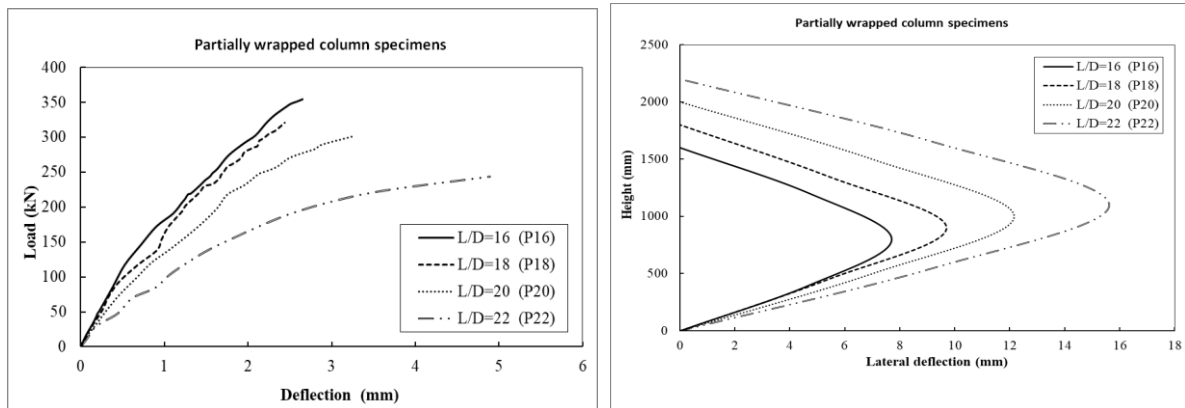 Partially wrapped column specimens
400
350
300
250
200
150
100
50
0
Load (kN)
L/D=16 (P16)
L/D=18 (P18)
L/D=20 (P20)
L/D=22 (P22)
0 1 2 3 4 5 6
Deflection (mm)
Partially wrapped column specimens
2500
2000
1500
1000
500
0
Height (mm)
L/D=16 (P16)
L/D=18 (P18)
L/D=20 (P20)
L/D=22 (P22)
0 2 4 6 8 10 12 14 16 18
Lateral deflection (mm)